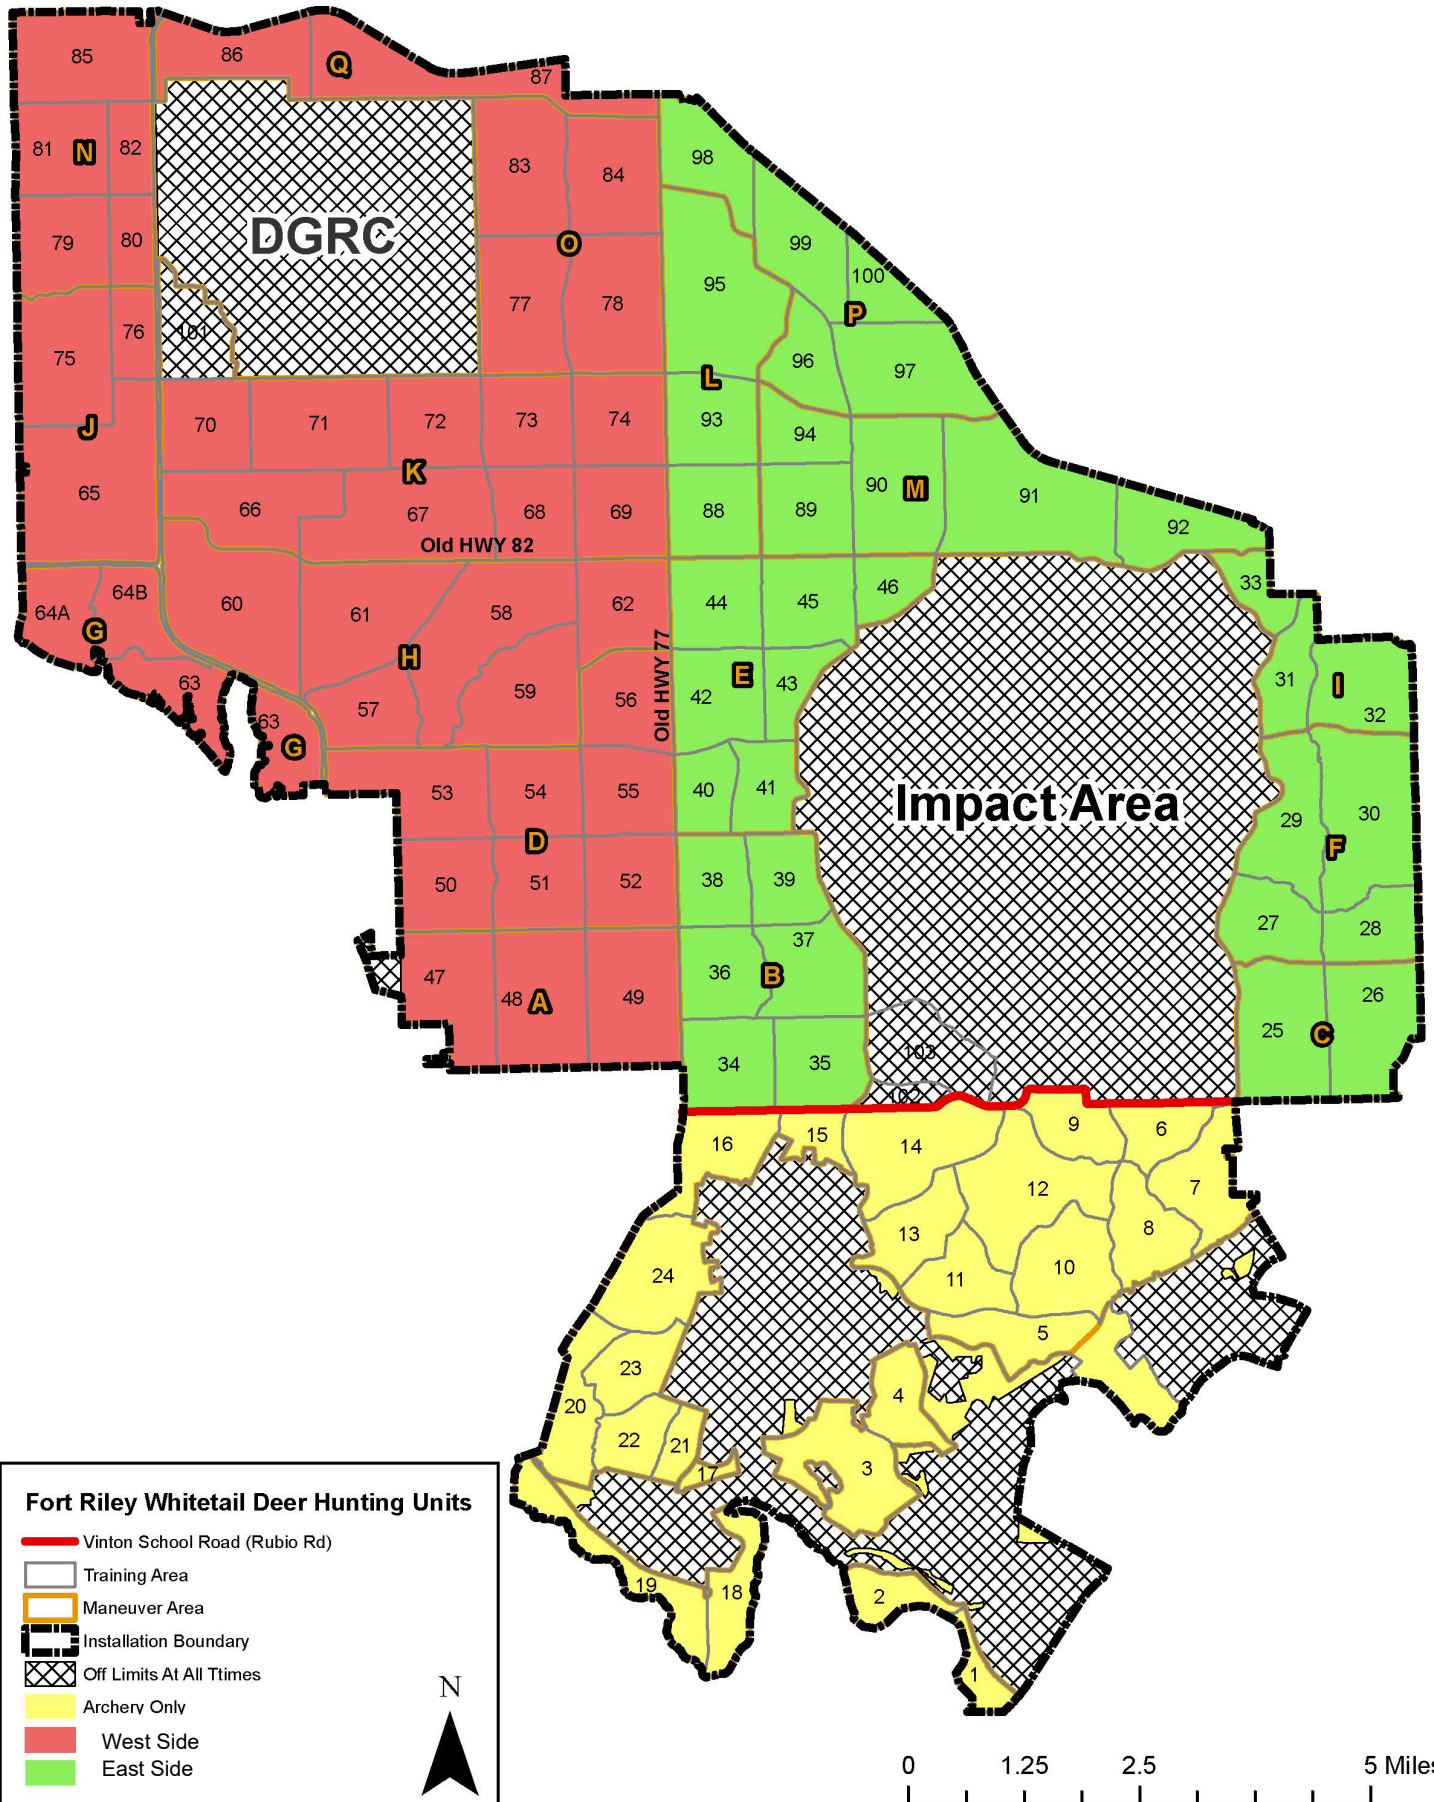 85
86
Q
87
81
N
82
83
84
98
DGRC
79
80
O
99
100
95
77
78
P
76
101
75
96
97
L
J
70
71
72
73
74
93
94
K
65
66
67
68
69
88
89
90
M
91
92
Old HWY 82
64A
64B
G
60
61
58
62
44
45
46
33
H
Old HWY 77
E
63
57
59
56
42
43
31
I
32
63
G
53
54
55
40
41
Impact Area
29
30
D
F
50
51
52
38
39
27
28
47
48
A
49
36
37
B
26
25
C
34
35
103
102
16
15
14
9
6
12
7
13
8
24
11
10
5
23
4
20
22
21
17
3
19
18
2
1
Fort Riley Whitetail Deer Hunting Units
Vinton School Road (Rubio Rd)
Training Area
Maneuver Area
Installation Boundary
Off Limits At All Ttimes
Archery Only
West Side
East Side
N
0 1.25 2.5 5 Miles